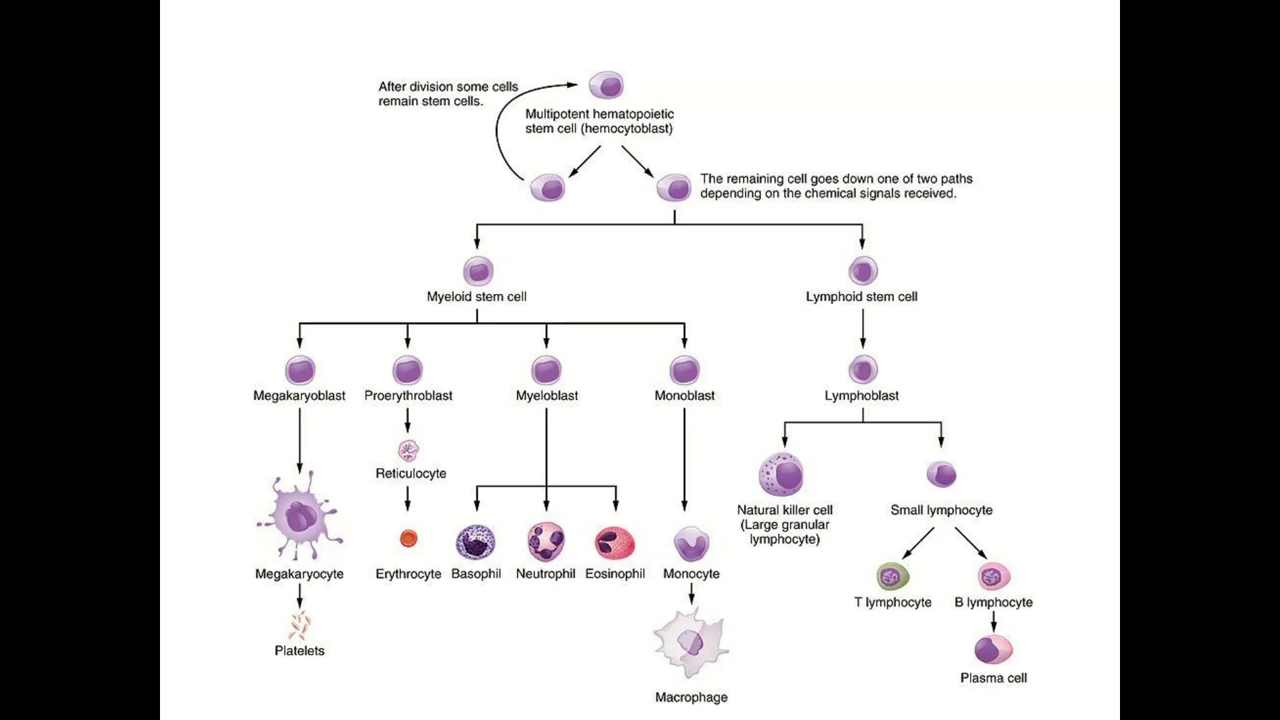 After division some cells
remain stem cells.
Multipotent hematopoietic
stem cell (hemocytoblast)
The remaining cell goes down one of two paths
depending on the chemical signals received.
Myeloid stem cell
Lymphoid stem cell
Megakaryoblast
Proerythroblast
Myeloblast
Monoblast
Lymphoblast
Reticulocyte
Natural killer cell
(Large granular
lymphocyte)
Small lymphocyte
Megakaryocyte
Erythrocyte
Basophil
Neutrophil
Eosinophil
Monocyte
T lymphocyte
B lymphocyte
Platelets
Plasma cell
Macrophage